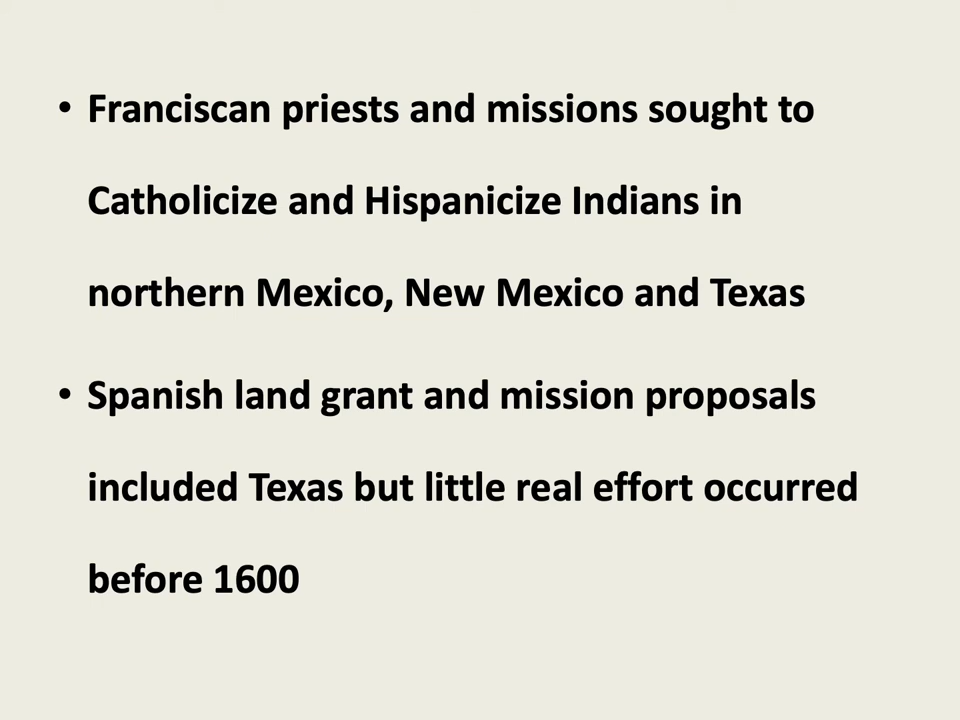 • Franciscan priests and missions sought to
Catholicize and Hispanicize Indians in
northern Mexico, New Mexico and Texas
• Spanish land grant and mission proposals
included Texas but little real effort occurred
before 1600